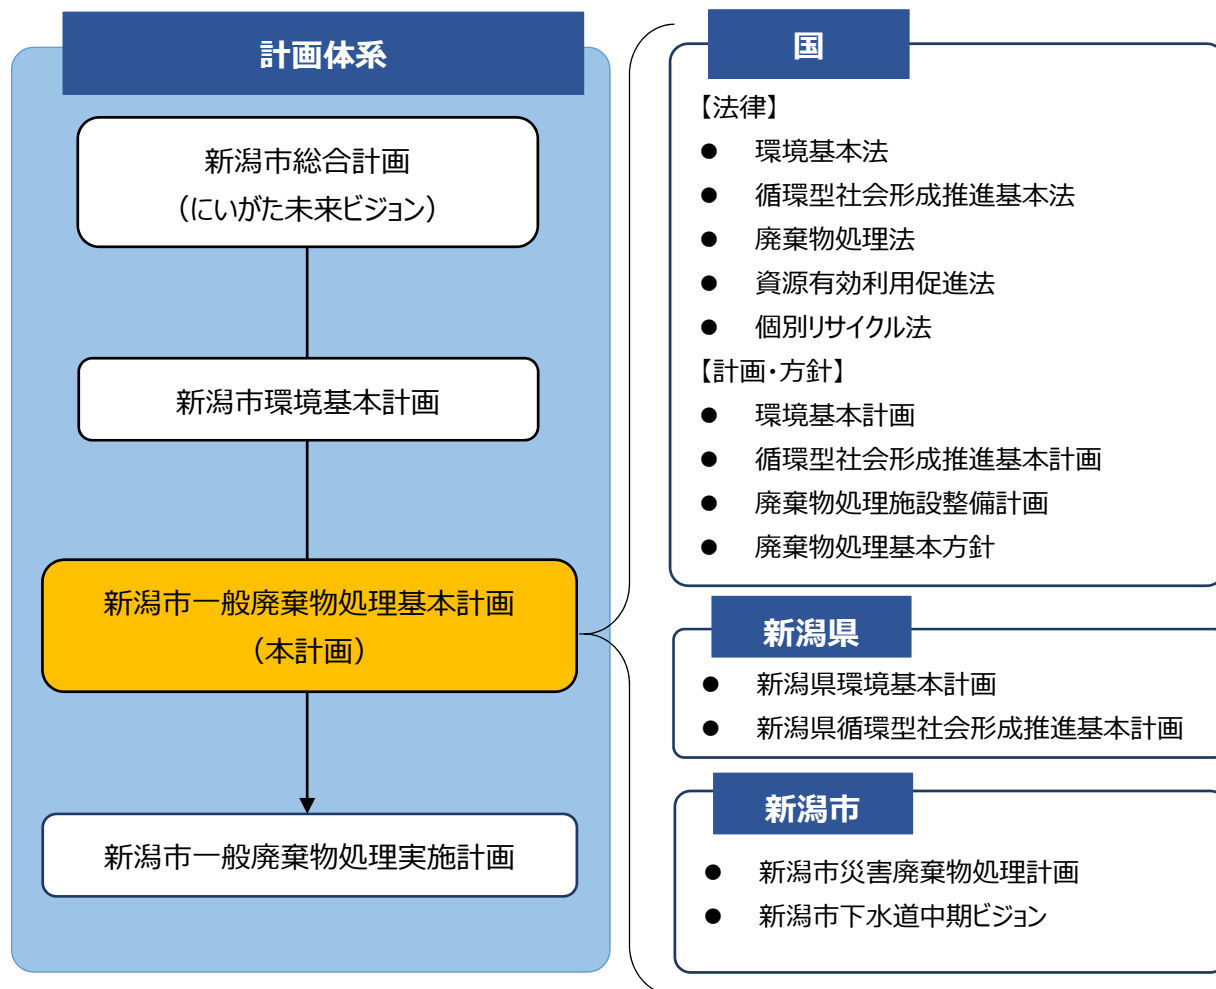 計画体系
新潟市総合計画
（にいがた未来ビジョン）
新潟市環境基本計画
新潟市一般廃棄物処理基本計画
（本計画）
新潟市一般廃棄物処理実施計画
国
【法律】
● 環境基本法
● 循環型社会形成推進基本法
● 廃棄物処理法
● 資源有効利用促進法
● 個別リサイクル法
【計画・方針】
● 環境基本計画
● 循環型社会形成推進基本計画
● 廃棄物処理施設整備計画
● 廃棄物処理基本方針
新潟県
● 新潟県環境基本計画
● 新潟県循環型社会形成推進基本計画
新潟市
● 新潟市災害廃棄物処理計画
● 新潟市下水道中期ビジョン